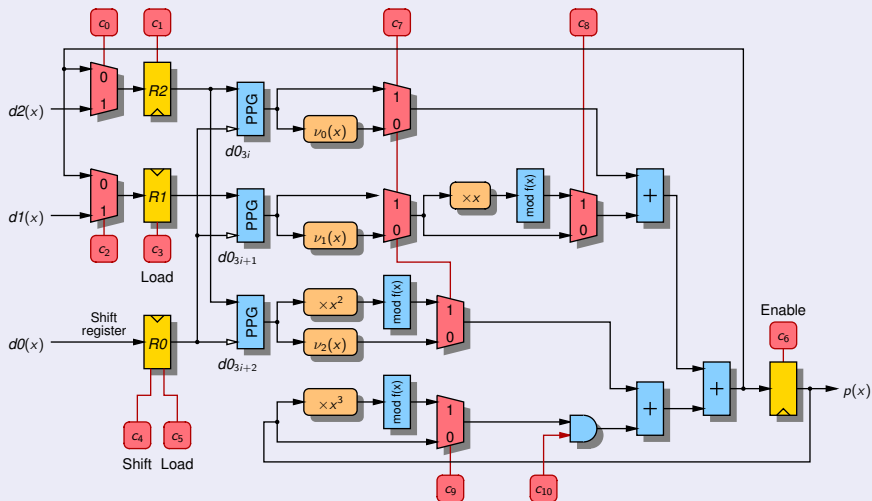 c₀ c₁ c₇ c₈
0 1
R2
PPG
1 0
d2(x)
ν₀(x)
d0₃ᵢ
0 1
R1
PPG
1 0
×x
mod f(x)
1 0
+
d1(x)
ν₁(x)
c₂ c₃
d0₃ᵢ₊₁
Load
Shift register
×x²
mod f(x)
1 0
Enable
d0(x)
R0
PPG
ν₂(x)
c₆
d0₃ᵢ₊₂
+
p(x)
×x³
mod f(x)
1 0
+
c₄ c₅
Shift Load
c₉ c₁₀